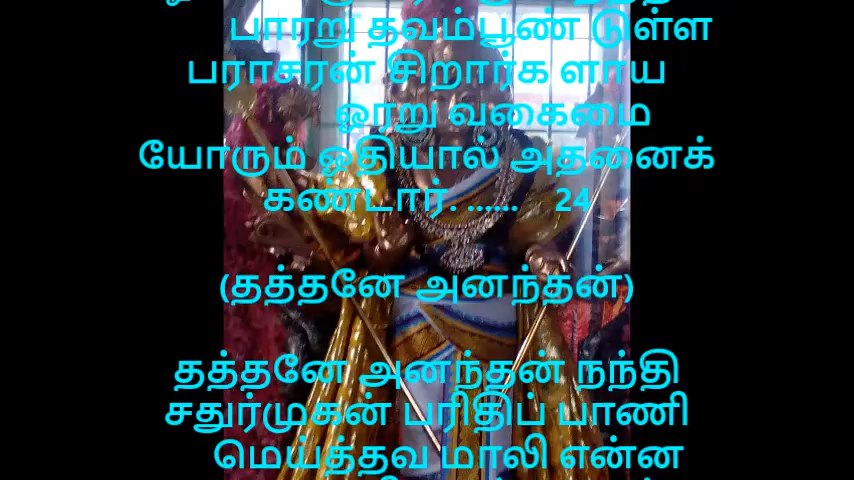 பாரறு தவம்பூண் டுள்ள
பராசரன் சிறார்க ளாய
ஓரறு வகைமை
யோரும் ஓதியால் அதனைக்
கண்டார். ...... 24
(தத்தனே அனந்தன்)
தத்தனே அனந்தன் நந்தி
சதுர்முகன் பரிதிப் பாணி
மெய்த்தவ மாலி என்ன